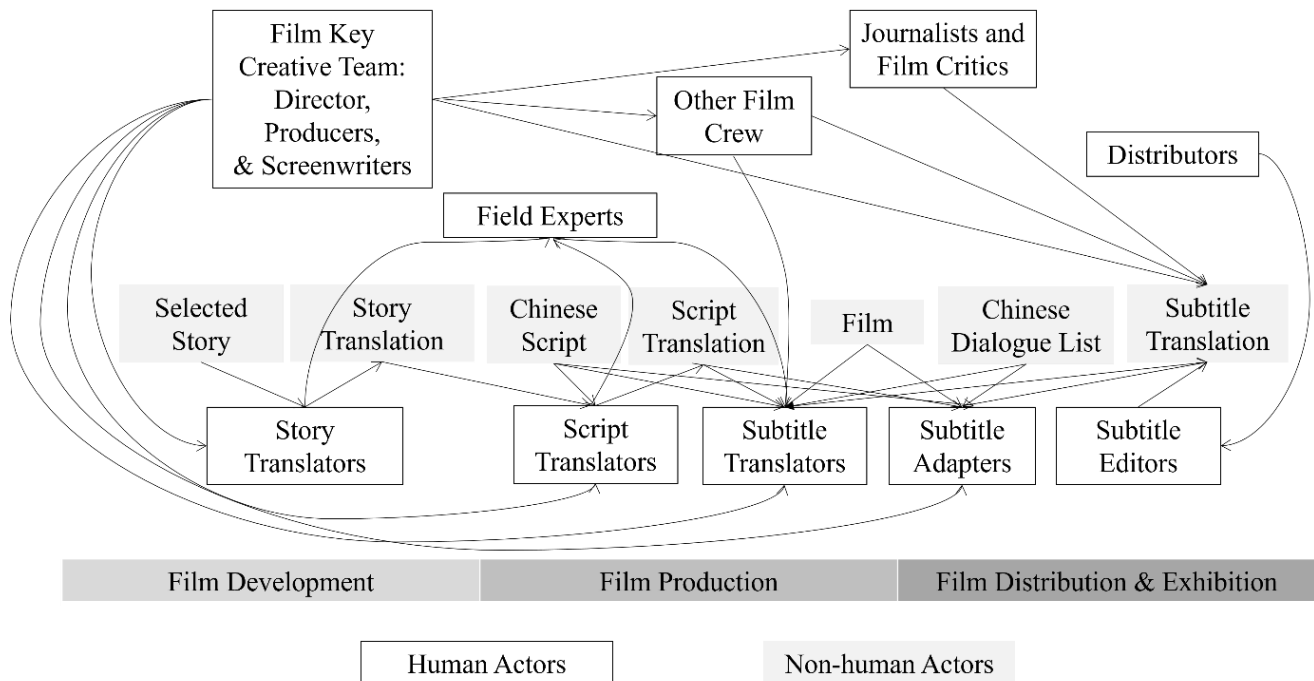 Film Key
Creative Team:
Director,
Producers,
& Screenwriters
Journalists and
Film Critics
Other Film
Crew
Distributors
Field Experts
Selected
Story
Story
Translation
Chinese
Script
Script
Translation
Film
Chinese
Dialogue List
Subtitle
Translation
Story
Translators
Script
Translators
Subtitle
Translators
Subtitle
Adapters
Subtitle
Editors
Film Development
Film Production
Film Distribution & Exhibition
Human Actors
Non-human Actors